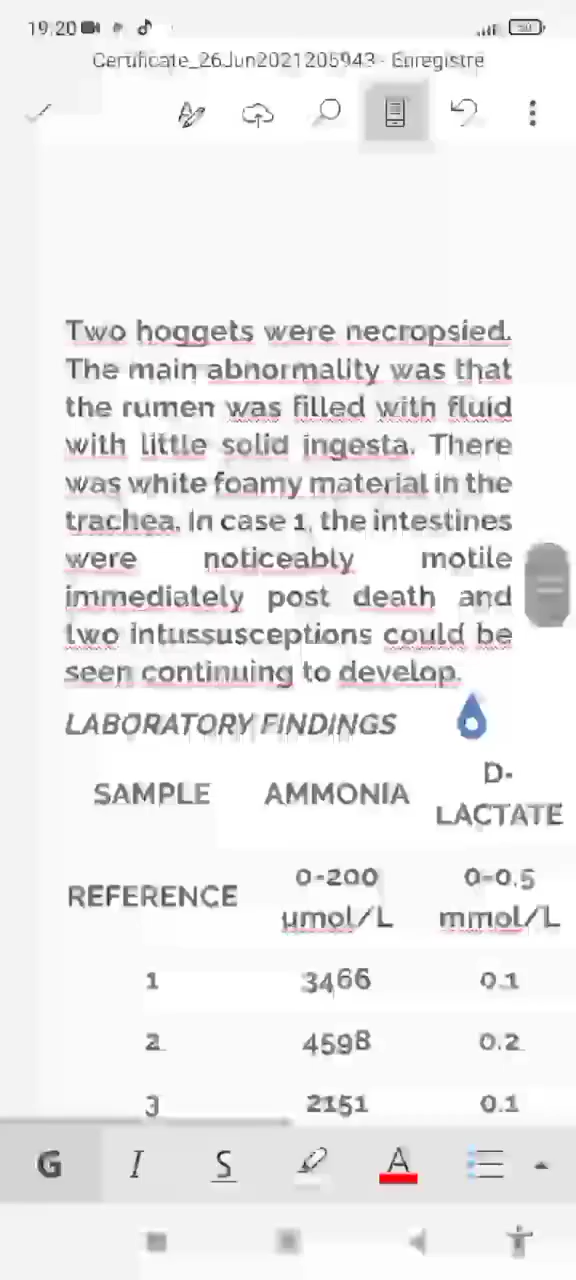 19:20
Certificate_26Jun2021205943 - Enregistré
Two hoggets were necropsied.
The main abnormality was that
the rumen was filled with fluid
with little solid ingesta. There
was white foamy material in the
trachea. In case 1, the intestines
were noticeably motile
immediately post death and
two intussusceptions could be
seen continuing to develop.
LABORATORY FINDINGS
SAMPLE AMMONIA D-LACTATE
REFERENCE 0-200 µmol/L 0-0.5 mmol/L
1 3466 0.1
2 4598 0.2
3 2151 0.1
G I S A